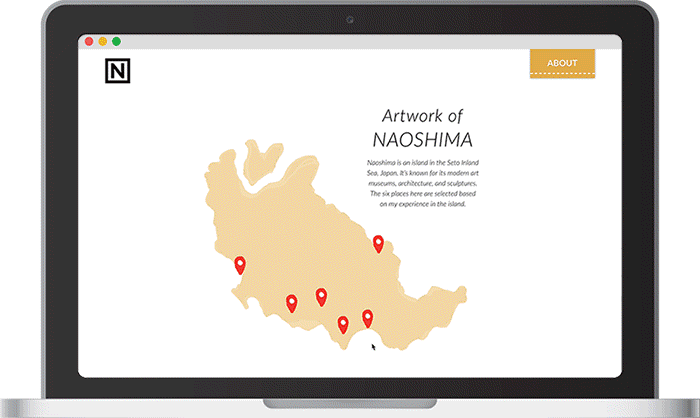 N
ABOUT
Artwork of
NAOSHIMA
Naoshima is an island in the Seto Inland
Sea, Japan. It's known for its modern art
museums, architecture, and sculptures.
The six places here are selected based
on my experience in the island.